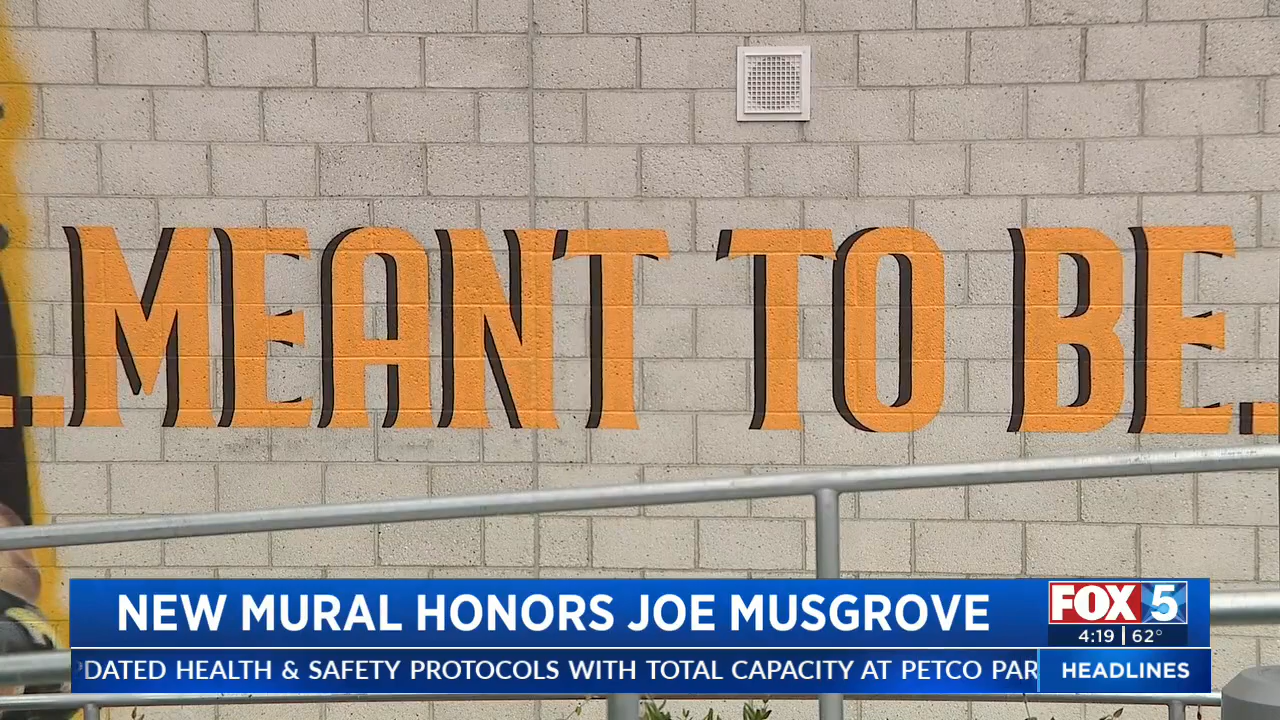 ..MEANT TO BE..
NEW MURAL HONORS JOE MUSGROVE
FOX 5
4:19 | 62°
PDATED HEALTH & SAFETY PROTOCOLS WITH TOTAL CAPACITY AT PETCO PAR
HEADLINES